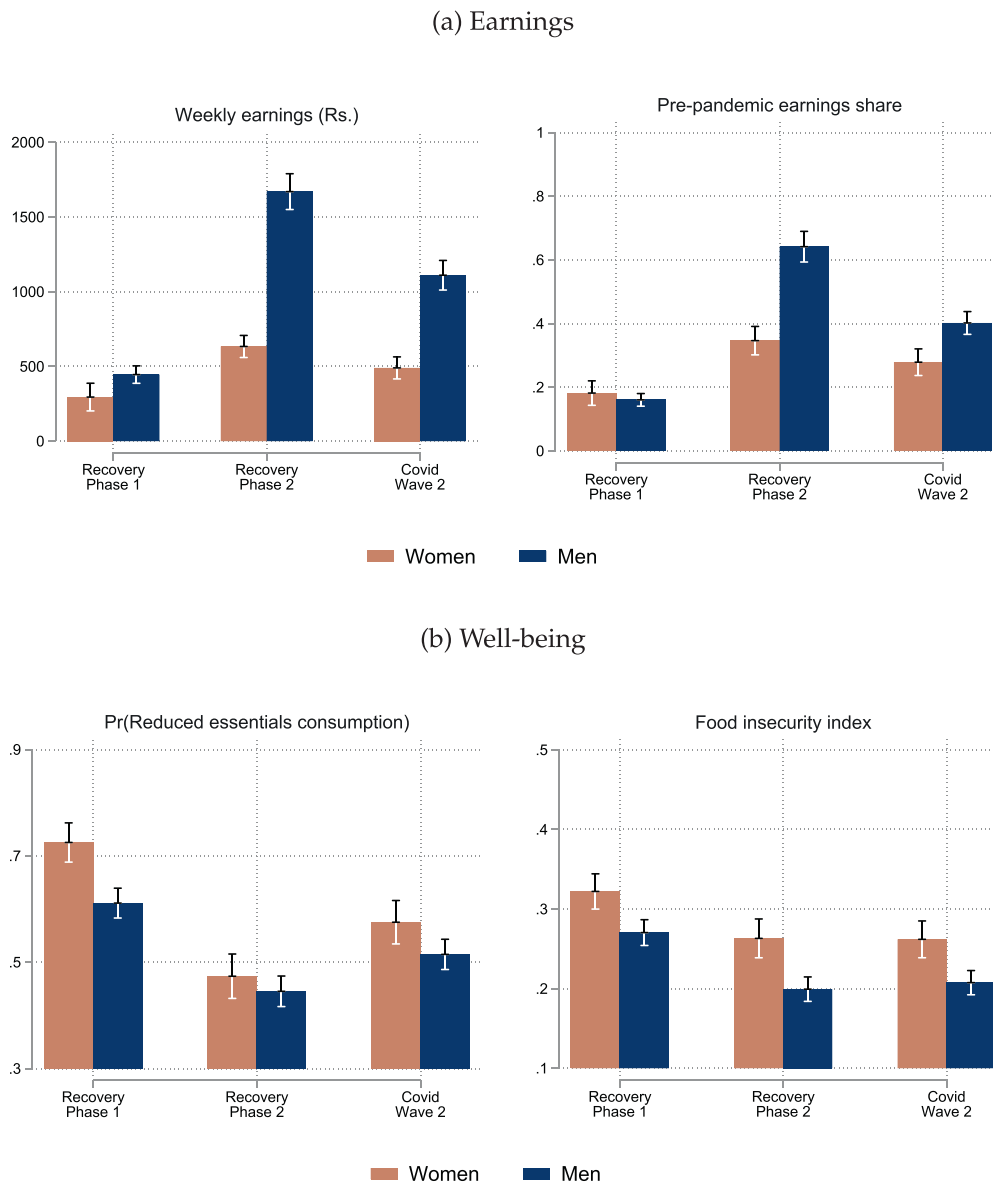 (a) Earnings
Weekly earnings (Rs.)
2000
1500
1000
500
0
Recovery
Phase 1
Recovery
Phase 2
Covid
Wave 2
Pre-pandemic earnings share
1
.8
.6
.4
.2
0
Recovery
Phase 1
Recovery
Phase 2
Covid
Wave 2
Women
Men
(b) Well-being
Pr(Reduced essentials consumption)
.9
.7
.5
.3
Recovery
Phase 1
Recovery
Phase 2
Covid
Wave 2
Food insecurity index
.5
.4
.3
.2
.1
Recovery
Phase 1
Recovery
Phase 2
Covid
Wave 2
Women
Men